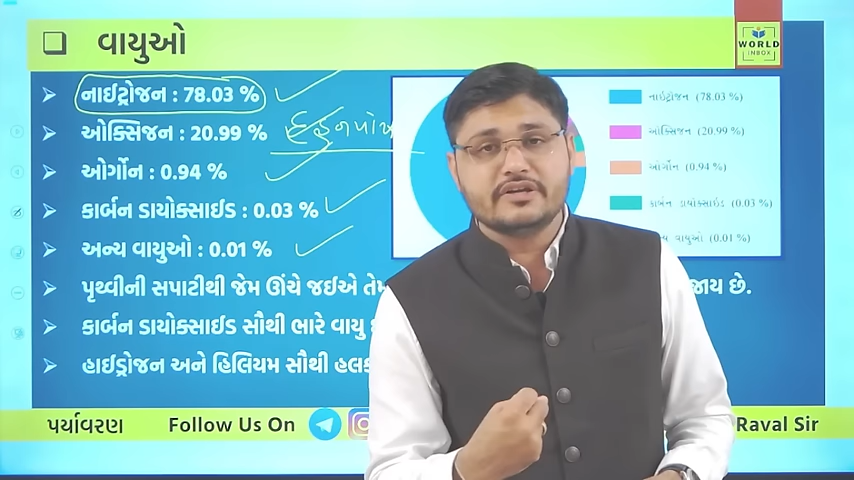 ❑ વાયુઓ
WORLD
INBOX
➤ નાઈટ્રોજન : 78.03 %
➤ ઓક્સિજન : 20.99 %
➤ ઓર્ગોન : 0.94 %
➤ કાર્બન ડાયોક્સાઈડ : 0.03 %
➤ અન્ય વાયુઓ : 0.01 %
➤ પૃથ્વીની સપાટીથી જેમ ઊંચે જઈએ તેમ જાય છે.
➤ કાર્બન ડાયોક્સાઈડ સૌથી ભારે વાયુ
➤ હાઈડ્રોજન અને હિલિયમ સૌથી
નાઈટ્રોજન (78.03 %)
ઓક્સિજન (20.99 %)
ઓર્ગોન (0.94 %)
કાર્બન ડાયોક્સાઈડ (0.03 %)
વાયુઓ (0.01 %)
પર્યાવરણ Follow Us On Raval Sir